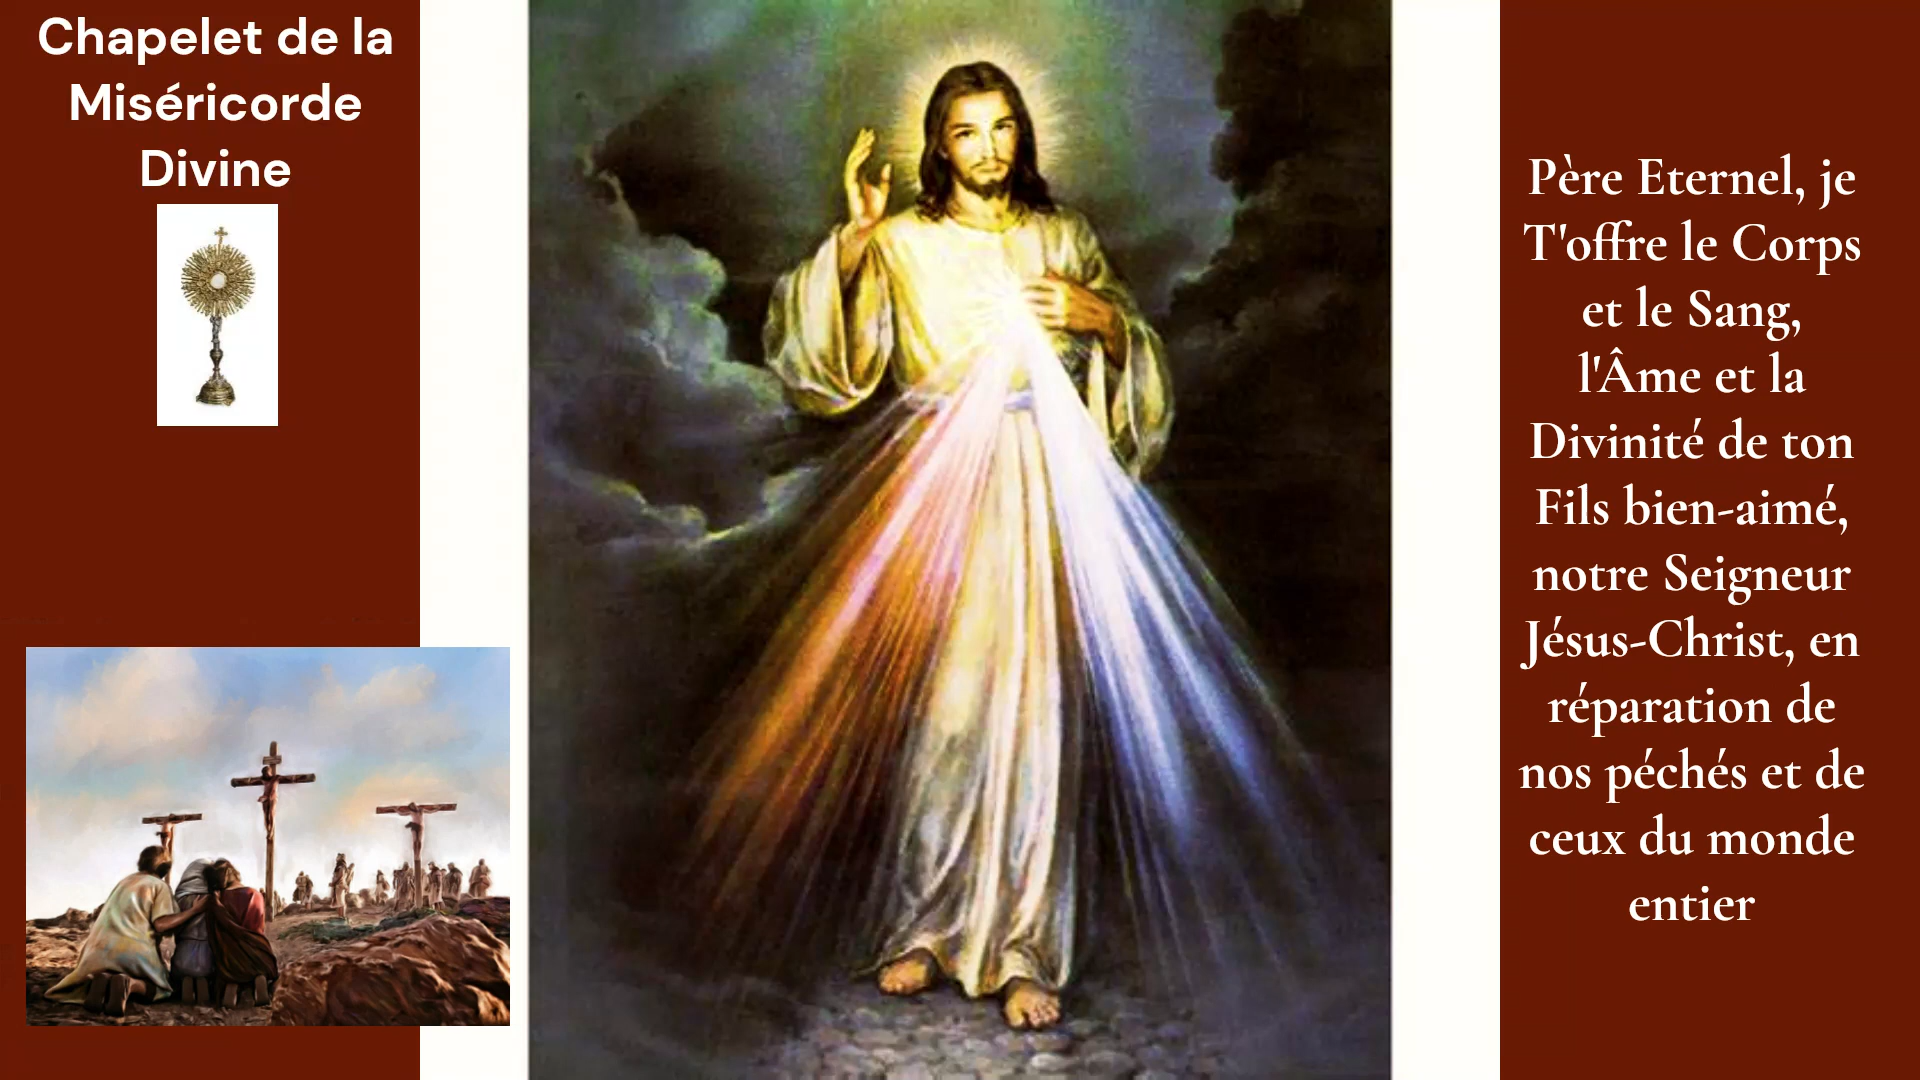 Chapelet de la
Miséricorde
Divine
Père Eternel, je
T'offre le Corps
et le Sang,
l'Âme et la
Divinité de ton
Fils bien-aimé,
notre Seigneur
Jésus-Christ, en
réparation de
nos péchés et de
ceux du monde
entier